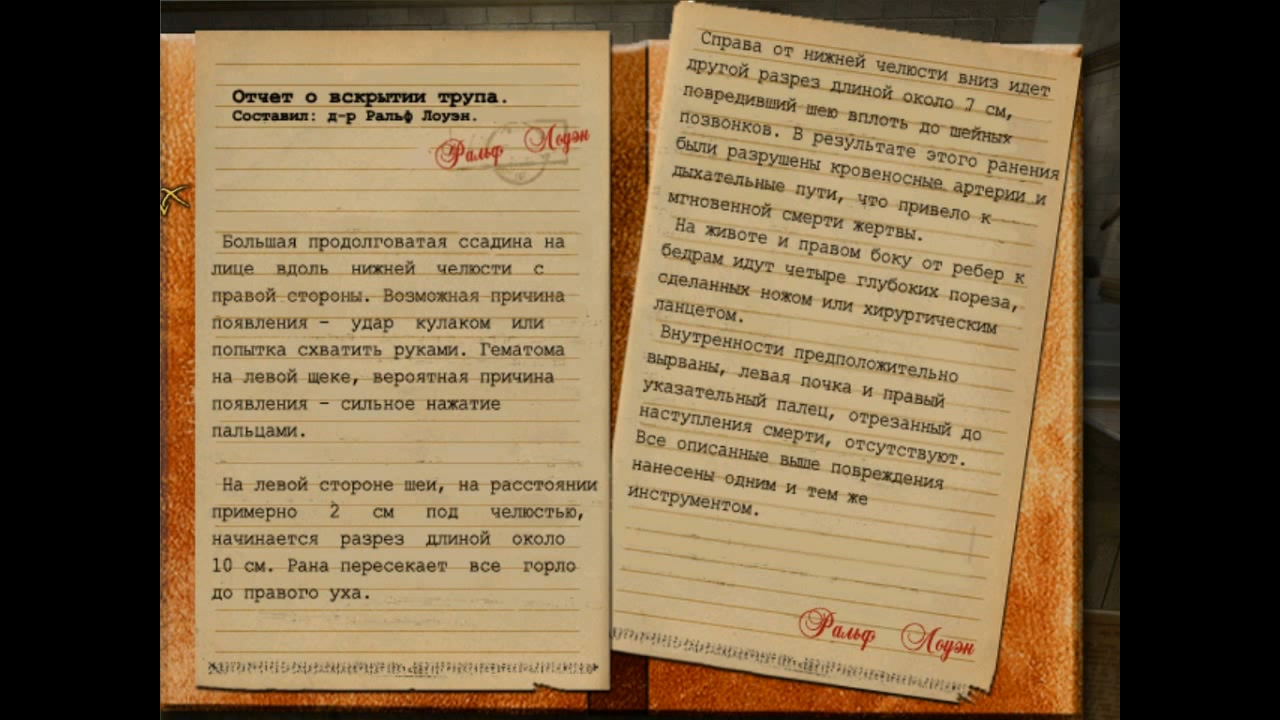 Отчет о вскрытии трупа.
Составил: д-р Ральф Лоуэн.
Ральф Лоуэн
Большая продолговатая ссадина на
лице вдоль нижней челюсти с
правой стороны. Возможная причина
появления – удар кулаком или
попытка схватить руками. Гематома
на левой щеке, вероятная причина
появления – сильное нажатие
пальцами.
На левой стороне шеи, на расстоянии
примерно 2 см под челюстью,
начинается разрез длиной около
10 см. Рана пересекает все горло
до правого уха.
Справа от нижней челюсти вниз идет
другой разрез длиной около 7 см,
повредивший шею вплоть до шейных
позвонков. В результате этого ранения
были разрушены кровеносные артерии и
дыхательные пути, что привело к
мгновенной смерти жертвы.
На животе и правом боку от ребер к
бедрам идут четыре глубоких пореза,
сделанных ножом или хирургическим
ланцетом.
Внутренности предположительно
вырваны, левая почка и правый
указательный палец, отрезанный до
наступления смерти, отсутствуют.
Все описанные выше повреждения
нанесены одним и тем же
инструментом.
Ральф Лоуэн